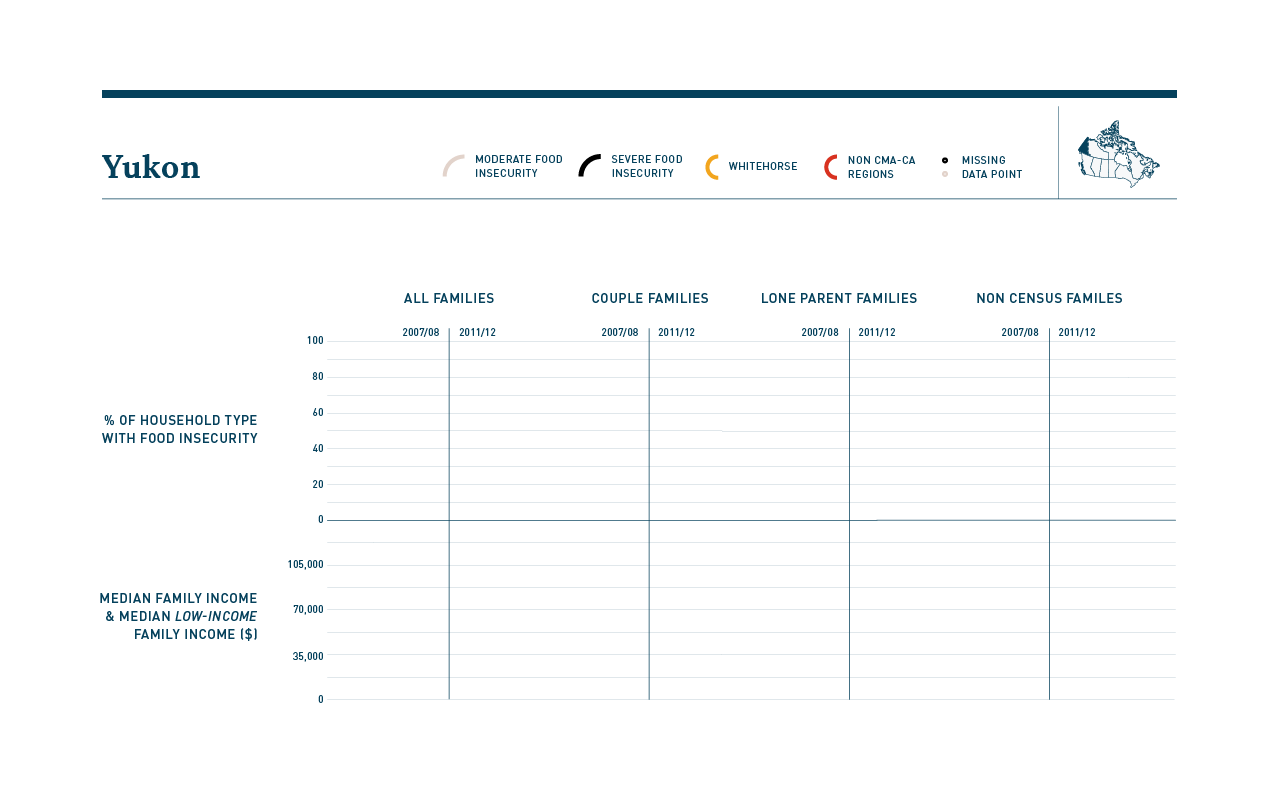 Yukon
MODERATE FOOD
INSECURITY
SEVERE FOOD
INSECURITY
WHITEHORSE
NON CMA-CA
REGIONS
MISSING
DATA POINT
ALL FAMILIES
COUPLE FAMILIES
LONE PARENT FAMILIES
NON CENSUS FAMILES
2007/08
2011/12
2007/08
2011/12
2007/08
2011/12
2007/08
2011/12
% OF HOUSEHOLD TYPE
WITH FOOD INSECURITY
100
80
60
40
20
0
MEDIAN FAMILY INCOME
& MEDIAN LOW-INCOME
FAMILY INCOME ($)
105,000
70,000
35,000
0